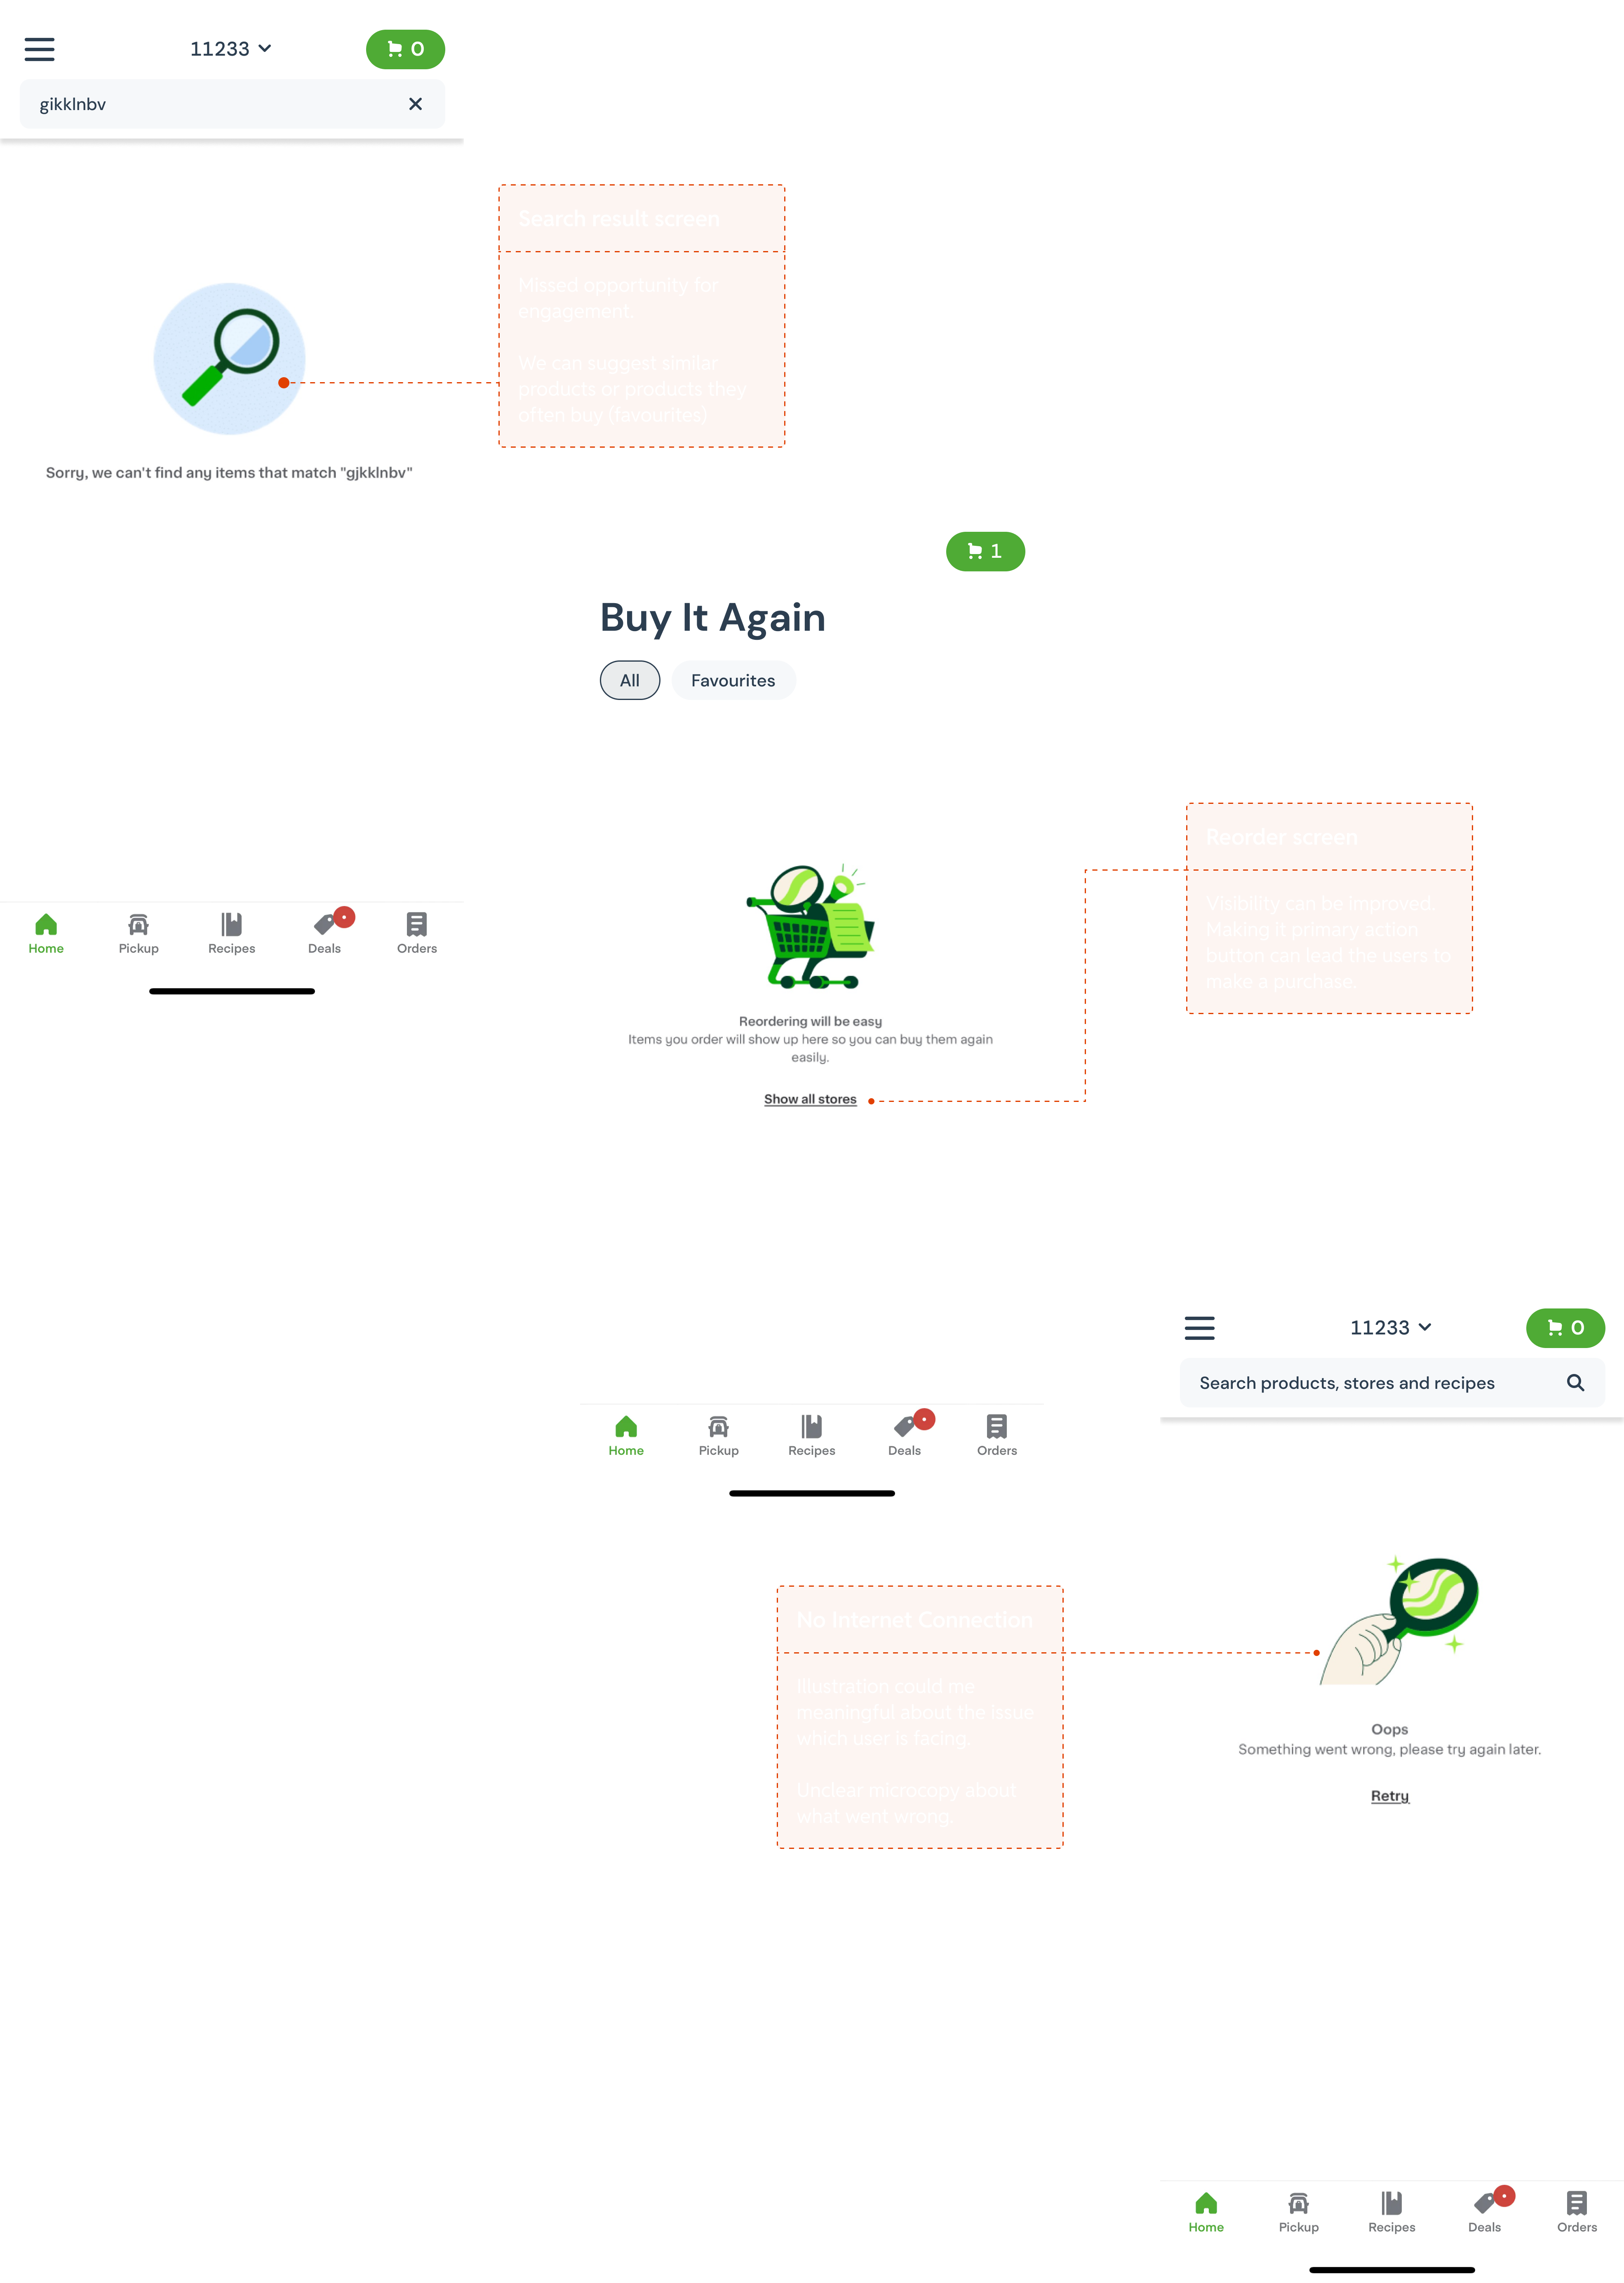 11233
0
gikklnbv
Search result screen
Missed opportunity for
engagement.
We can suggest similar
products or products they
often buy (favourites)
Sorry, we can't find any items that match "gjkklnbv"
Home
Pickup
Recipes
Deals
Orders
1
Buy It Again
All
Favourites
Reorder screen
Visibility can be improved.
Making it primary action
button can lead the users to
make a purchase.
Reordering will be easy
Items you order will show up here so you can buy them again
easily.
Show all stores
Home
Pickup
Recipes
Deals
Orders
11233
0
Search products, stores and recipes
No Internet Connection
Illustration could me
meaningful about the issue
which user is facing.
Unclear microcopy about
what went wrong.
Oops
Something went wrong, please try again later.
Retry
Home
Pickup
Recipes
Deals
Orders